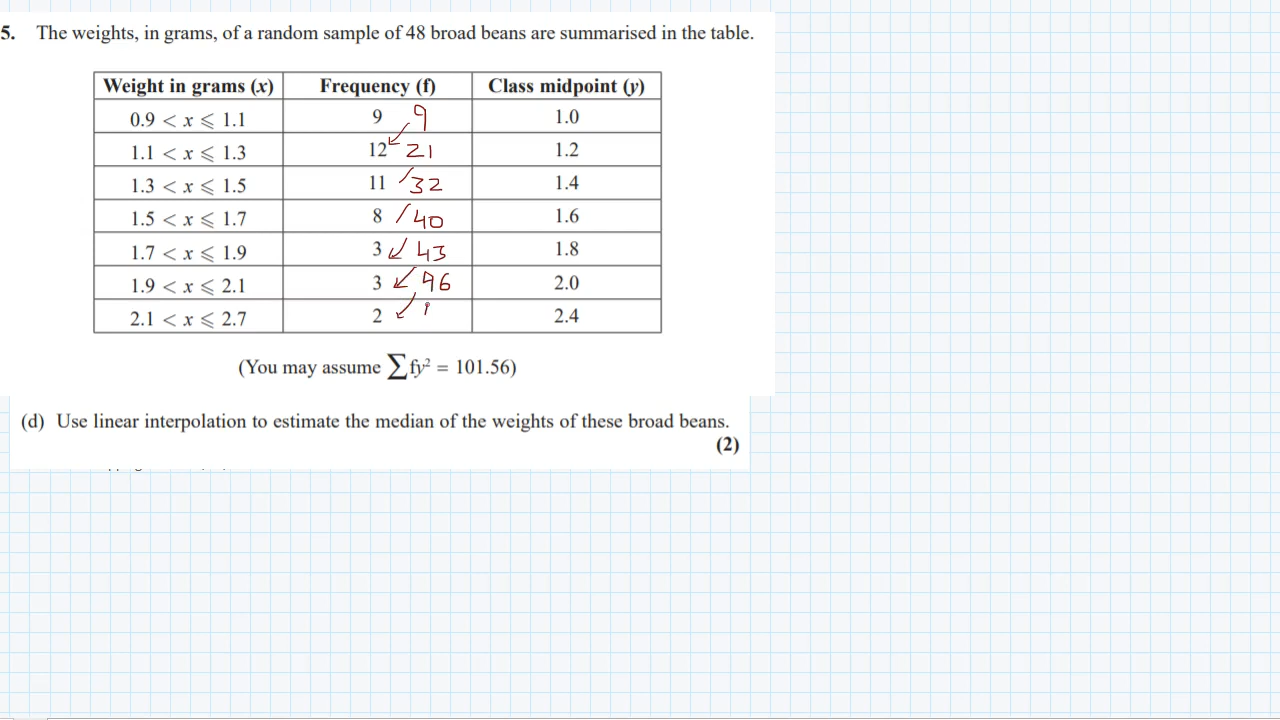 5. The weights, in grams, of a random sample of 48 broad beans are summarised in the table.
Weight in grams (x) Frequency (f) Class midpoint (y)
0.9 < x ⩽ 1.1 9 9 1.0
1.1 < x ⩽ 1.3 12 21 1.2
1.3 < x ⩽ 1.5 11 32 1.4
1.5 < x ⩽ 1.7 8 40 1.6
1.7 < x ⩽ 1.9 3 43 1.8
1.9 < x ⩽ 2.1 3 46 2.0
2.1 < x ⩽ 2.7 2 2.4
(You may assume ∑fy² = 101.56)
(d) Use linear interpolation to estimate the median of the weights of these broad beans.
(2)